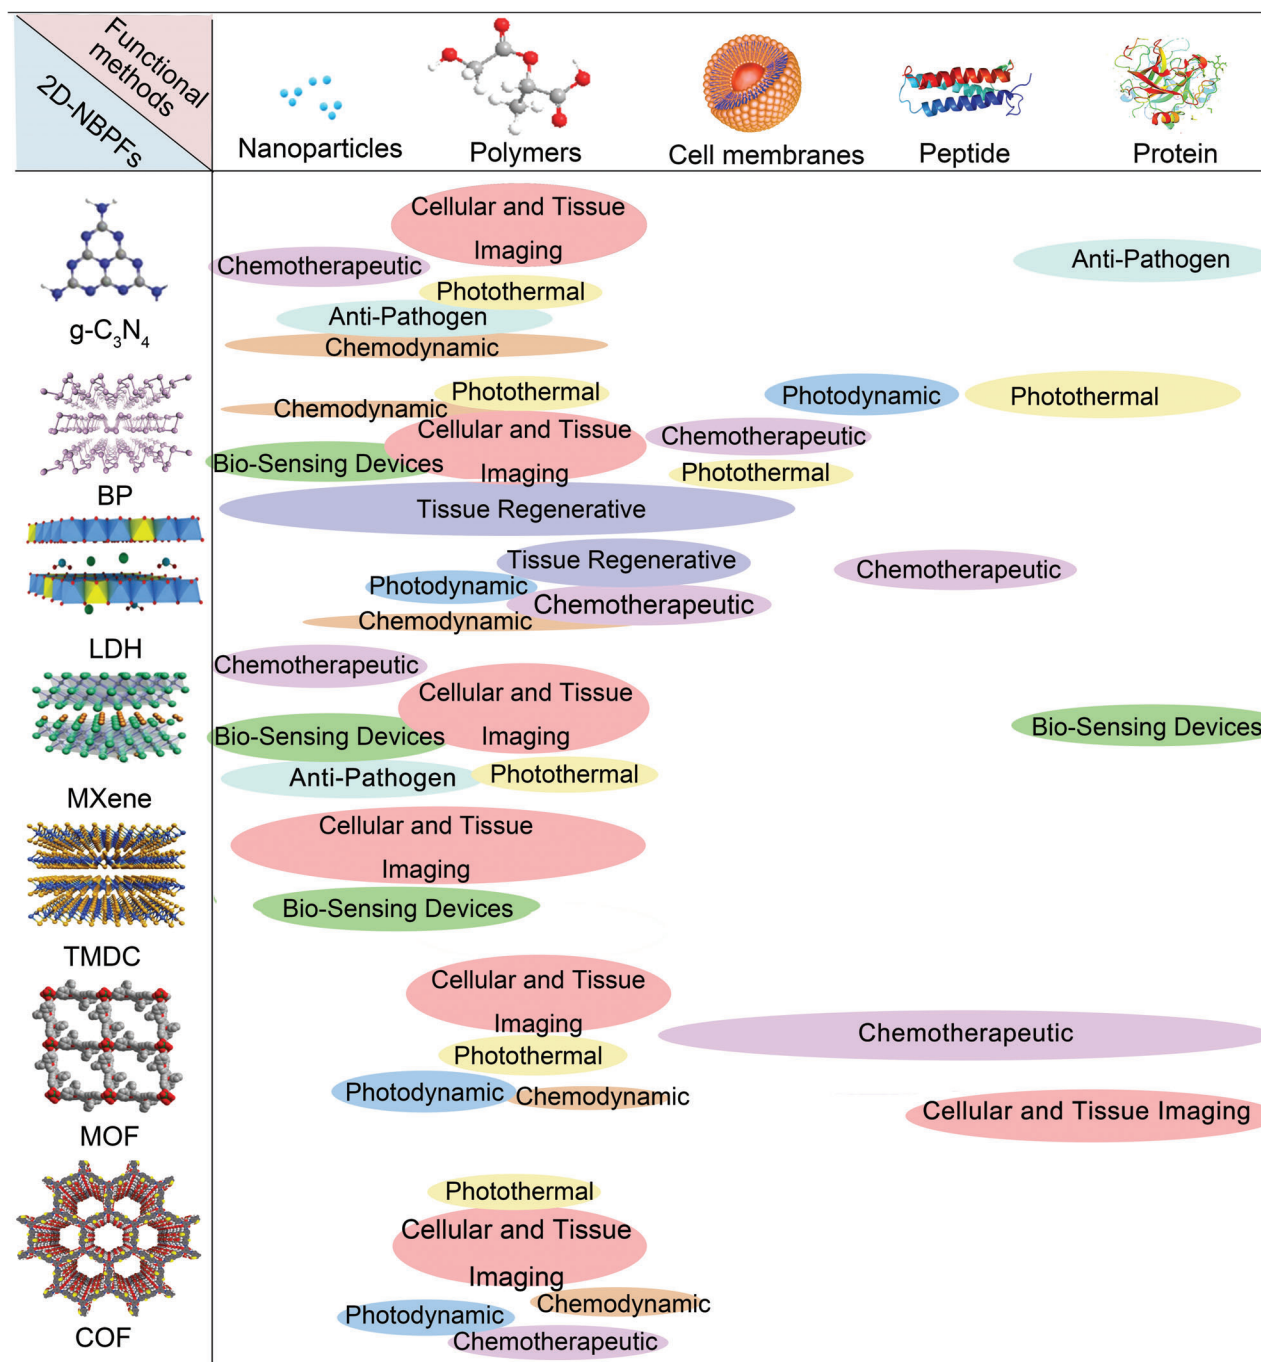 Functional
methods
2D-NBPFs
Nanoparticles
Polymers
Cell membranes
Peptide
Protein
g-C₃N₄
Cellular and Tissue
Imaging
Chemotherapeutic
Anti-Pathogen
Photothermal
Anti-Pathogen
Chemodynamic
BP
Photothermal
Chemodynamic
Photodynamic
Photothermal
Cellular and Tissue
Imaging
Chemotherapeutic
Bio-Sensing Devices
Photothermal
Tissue Regenerative
LDH
Tissue Regenerative
Photodynamic
Chemotherapeutic
Chemotherapeutic
Chemodynamic
MXene
Chemotherapeutic
Cellular and Tissue
Imaging
Bio-Sensing Devices
Bio-Sensing Devices
Anti-Pathogen
Photothermal
TMDC
Cellular and Tissue
Imaging
Bio-Sensing Devices
MOF
Cellular and Tissue
Imaging
Chemotherapeutic
Photothermal
Photodynamic
Chemodynamic
Cellular and Tissue Imaging
COF
Photothermal
Cellular and Tissue
Imaging
Chemodynamic
Photodynamic
Chemotherapeutic